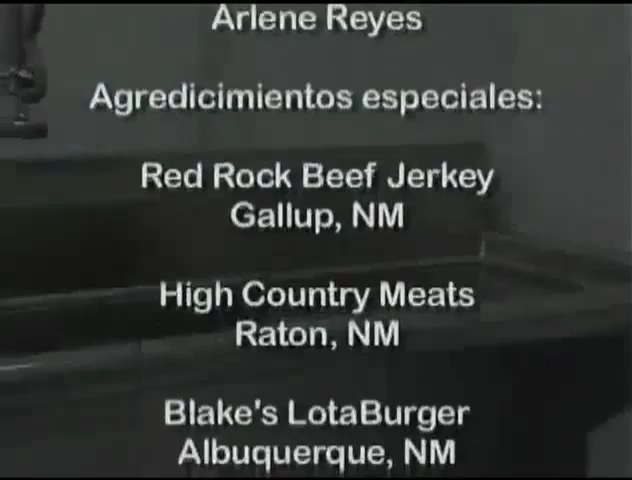 Arlene Reyes
Agredicimientos especiales:
Red Rock Beef Jerkey
Gallup, NM
High Country Meats
Raton, NM
Blake's LotaBurger
Albuquerque, NM